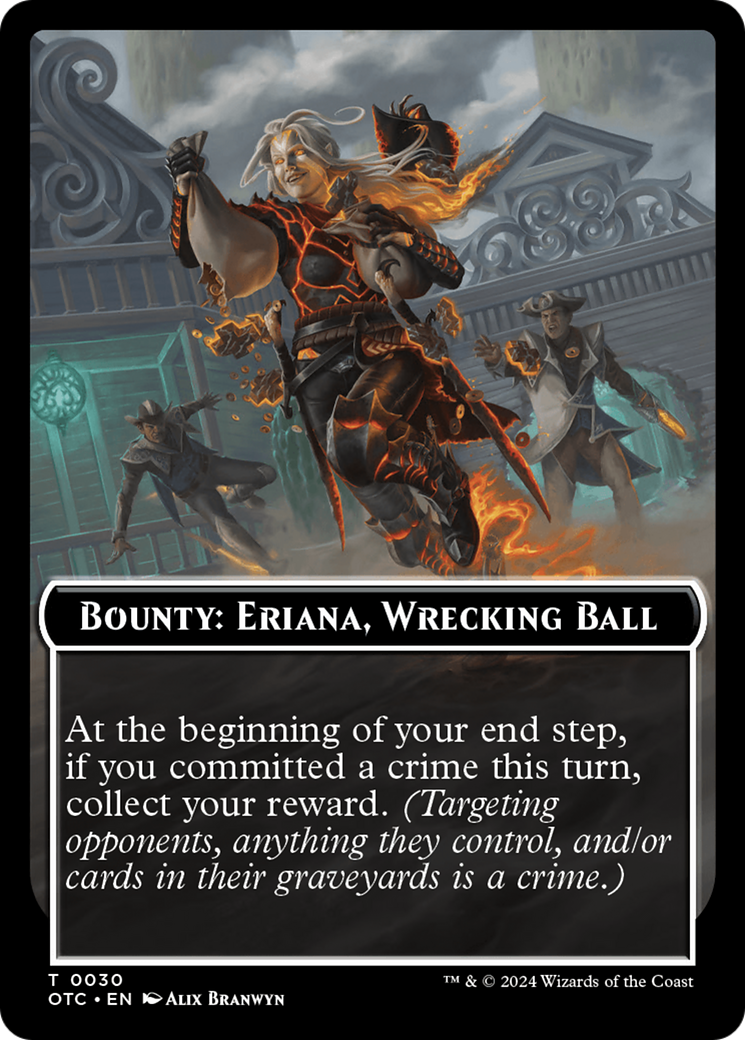 Bounty: Eriana, Wrecking Ball
At the beginning of your end step,
if you committed a crime this turn,
collect your reward. (Targeting
opponents, anything they control, and/or
cards in their graveyards is a crime.)
T 0030
OTC • EN Alix Branwyn
™ & © 2024 Wizards of the Coast